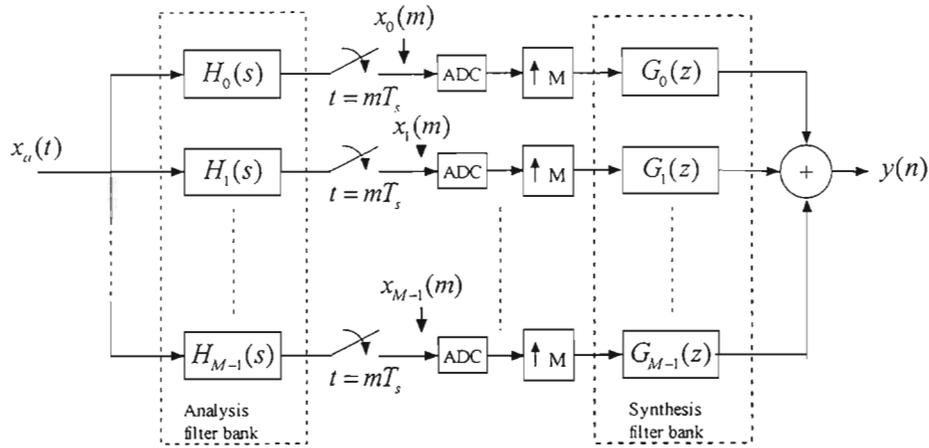 x_0(m)
H_0(s)
ADC
↑ M
G_0(z)
t = mT_s
x_a(t)
x_1(m)
H_1(s)
ADC
↑ M
G_1(z)
+
y(n)
t = mT_s
x_{M-1}(m)
H_{M-1}(s)
ADC
↑ M
G_{M-1}(z)
t = mT_s
Analysis
filter bank
Synthesis
filter bank